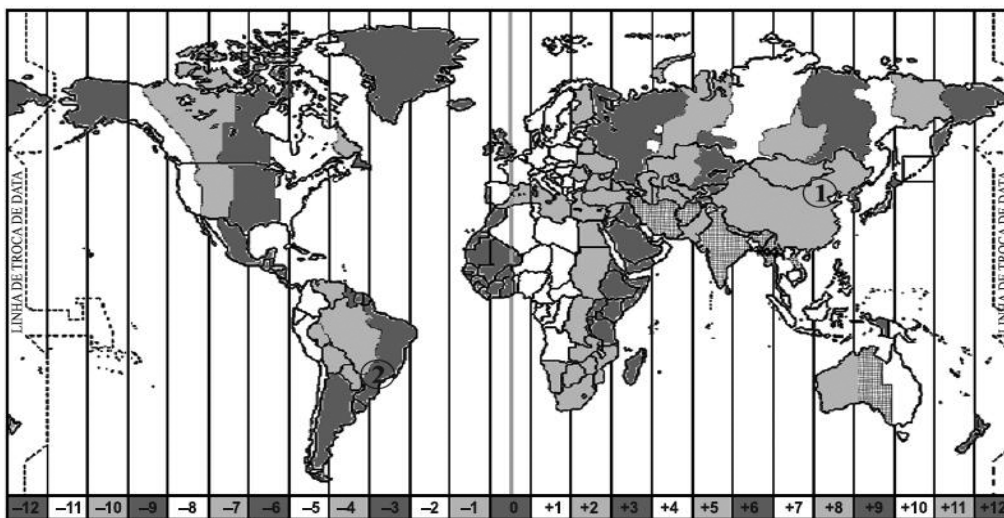 LINHA DE TROCA DE DATA
LINHA DE TROCA DE DATA
1
2
–12 –11 –10 –9 –8 –7 –6 –5 –4 –3 –2 –1 0 +1 +2 +3 +4 +5 +6 +7 +8 +9 +10 +11 +12